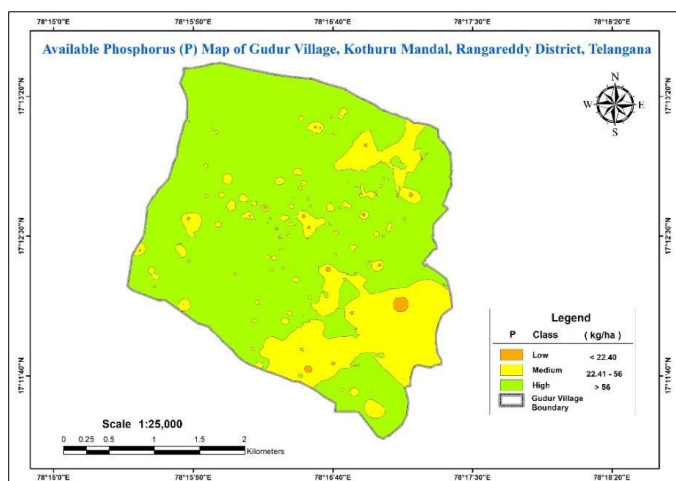 78°15'0"E 78°15'50"E 78°16'40"E 78°17'30"E 78°18'20"E
Available Phosphorus (P) Map of Gudur Village, Kothuru Mandal, Rangareddy District, Telangana
17°13'20"N 17°13'20"N
N
W E
S
17°12'30"N 17°12'30"N
Legend
P Class ( kg/ha )
Low < 22.40
Medium 22.41 - 56
High > 56
Gudur Village
Boundary
17°11'40"N 17°11'40"N
Scale 1:25,000
0 0.25 0.5 1 1.5 2
Kilometers
78°15'0"E 78°15'50"E 78°16'40"E 78°17'30"E 78°18'20"E